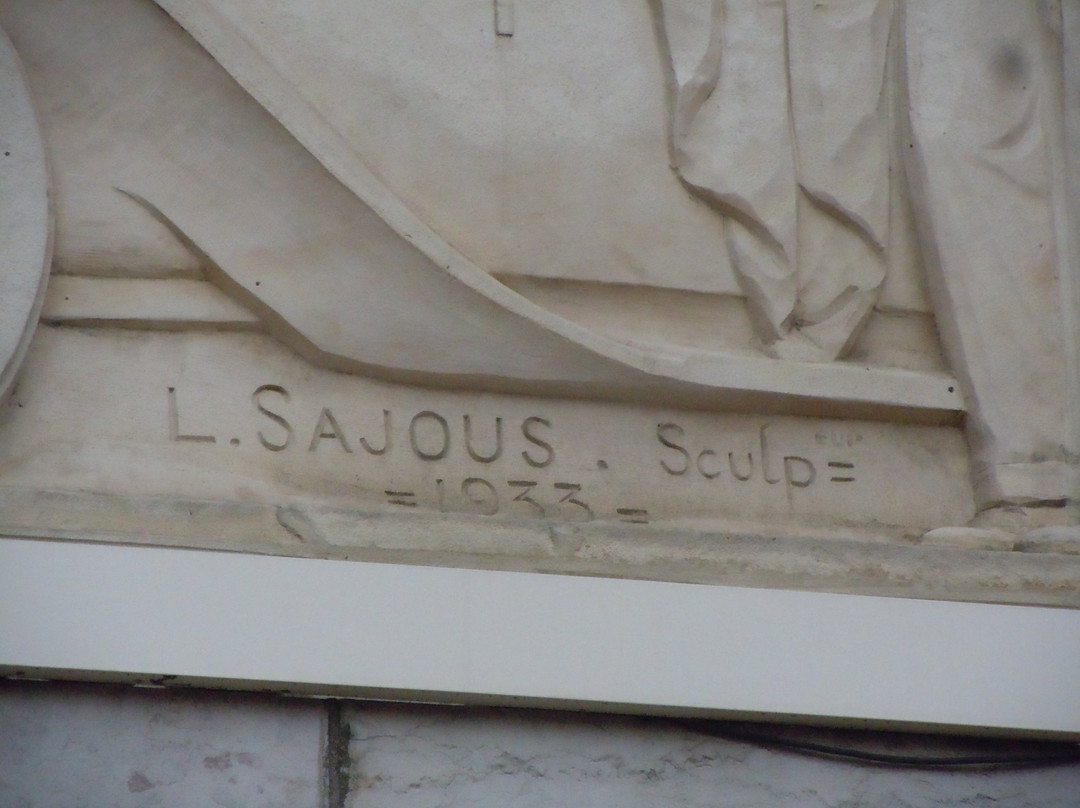 L. SAJOUS. Sculp=
=1933=